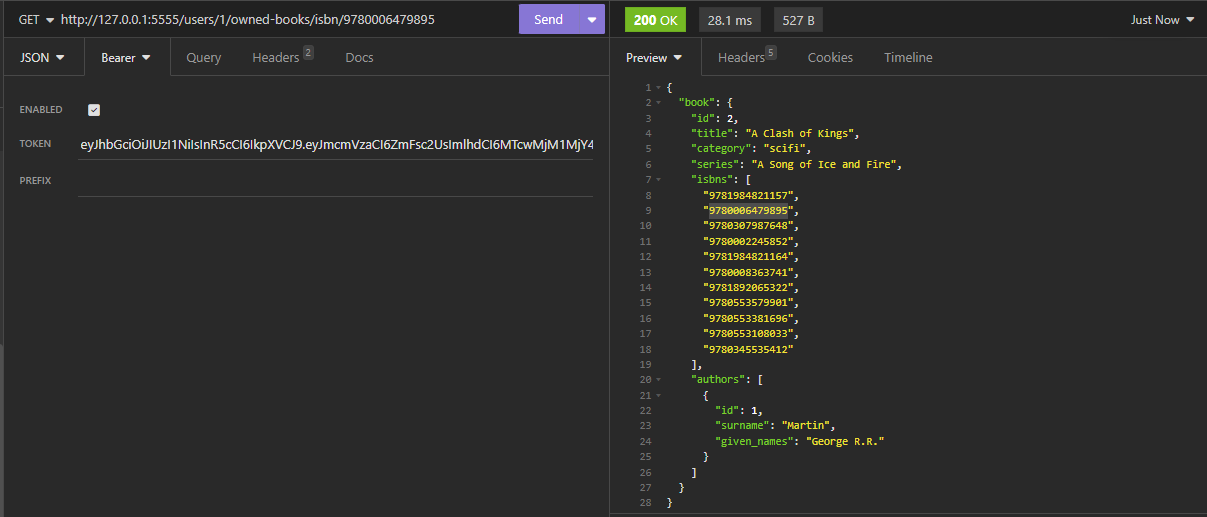 GET http://127.0.0.1:5555/users/1/owned-books/isbn/9780006479895 Send
200 OK 28.1 ms 527 B Just Now
JSON Bearer Query Headers 2 Docs
Preview Headers 5 Cookies Timeline
ENABLED
TOKEN eyJhbGciOiJIUzI1NiIsInR5cCI6IkpXVCJ9.eyJmcmVzaCI6ZmFsc2UsImlhdCI6MTcwMjM1MjY4
PREFIX
1 {
2 "book": {
3 "id": 2,
4 "title": "A Clash of Kings",
5 "category": "scifi",
6 "series": "A Song of Ice and Fire",
7 "isbns": [
8 "9781984821157",
9 "9780006479895",
10 "9780307987648",
11 "9780002245852",
12 "9781984821164",
13 "9780008363741",
14 "9781892065322",
15 "9780553579901",
16 "9780553381696",
17 "9780553108033",
18 "9780345535412"
19 ],
20 "authors": [
21 {
22 "id": 1,
23 "surname": "Martin",
24 "given_names": "George R.R."
25 }
26 ]
27 }
28 }